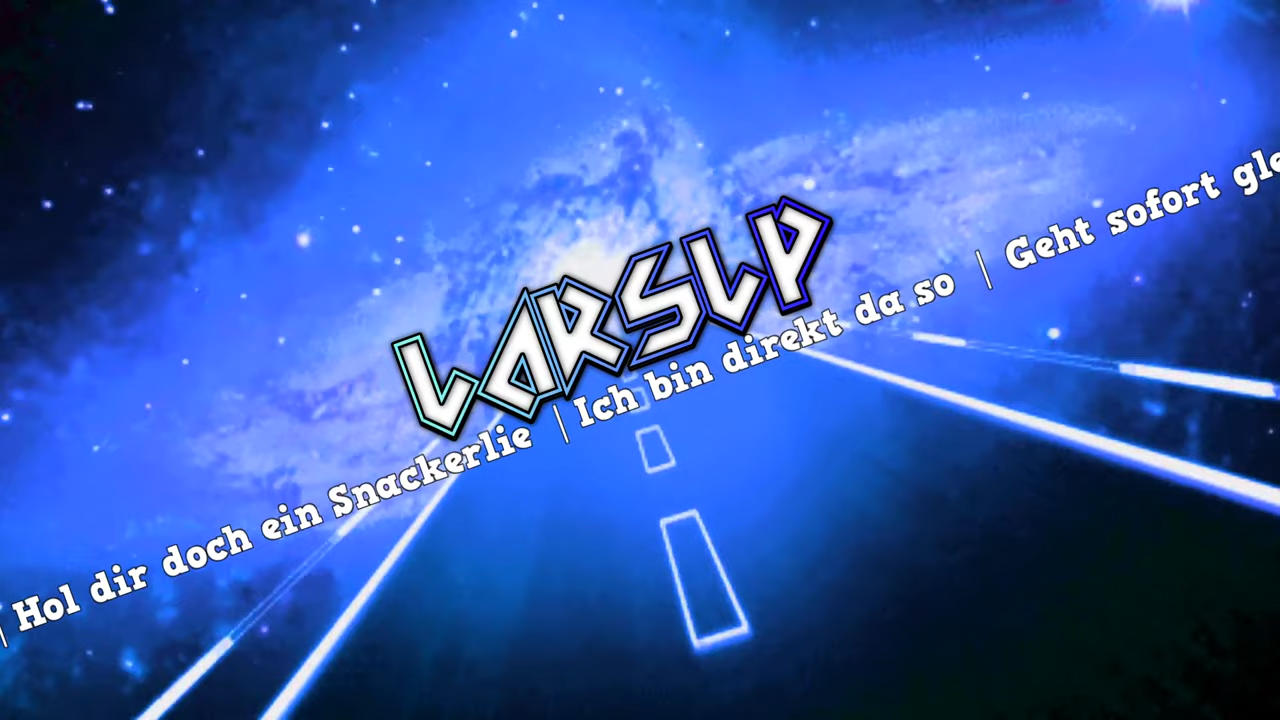 LARSLP
| Hol dir doch ein Snackerlie | Ich bin direkt da so | Geht sofort